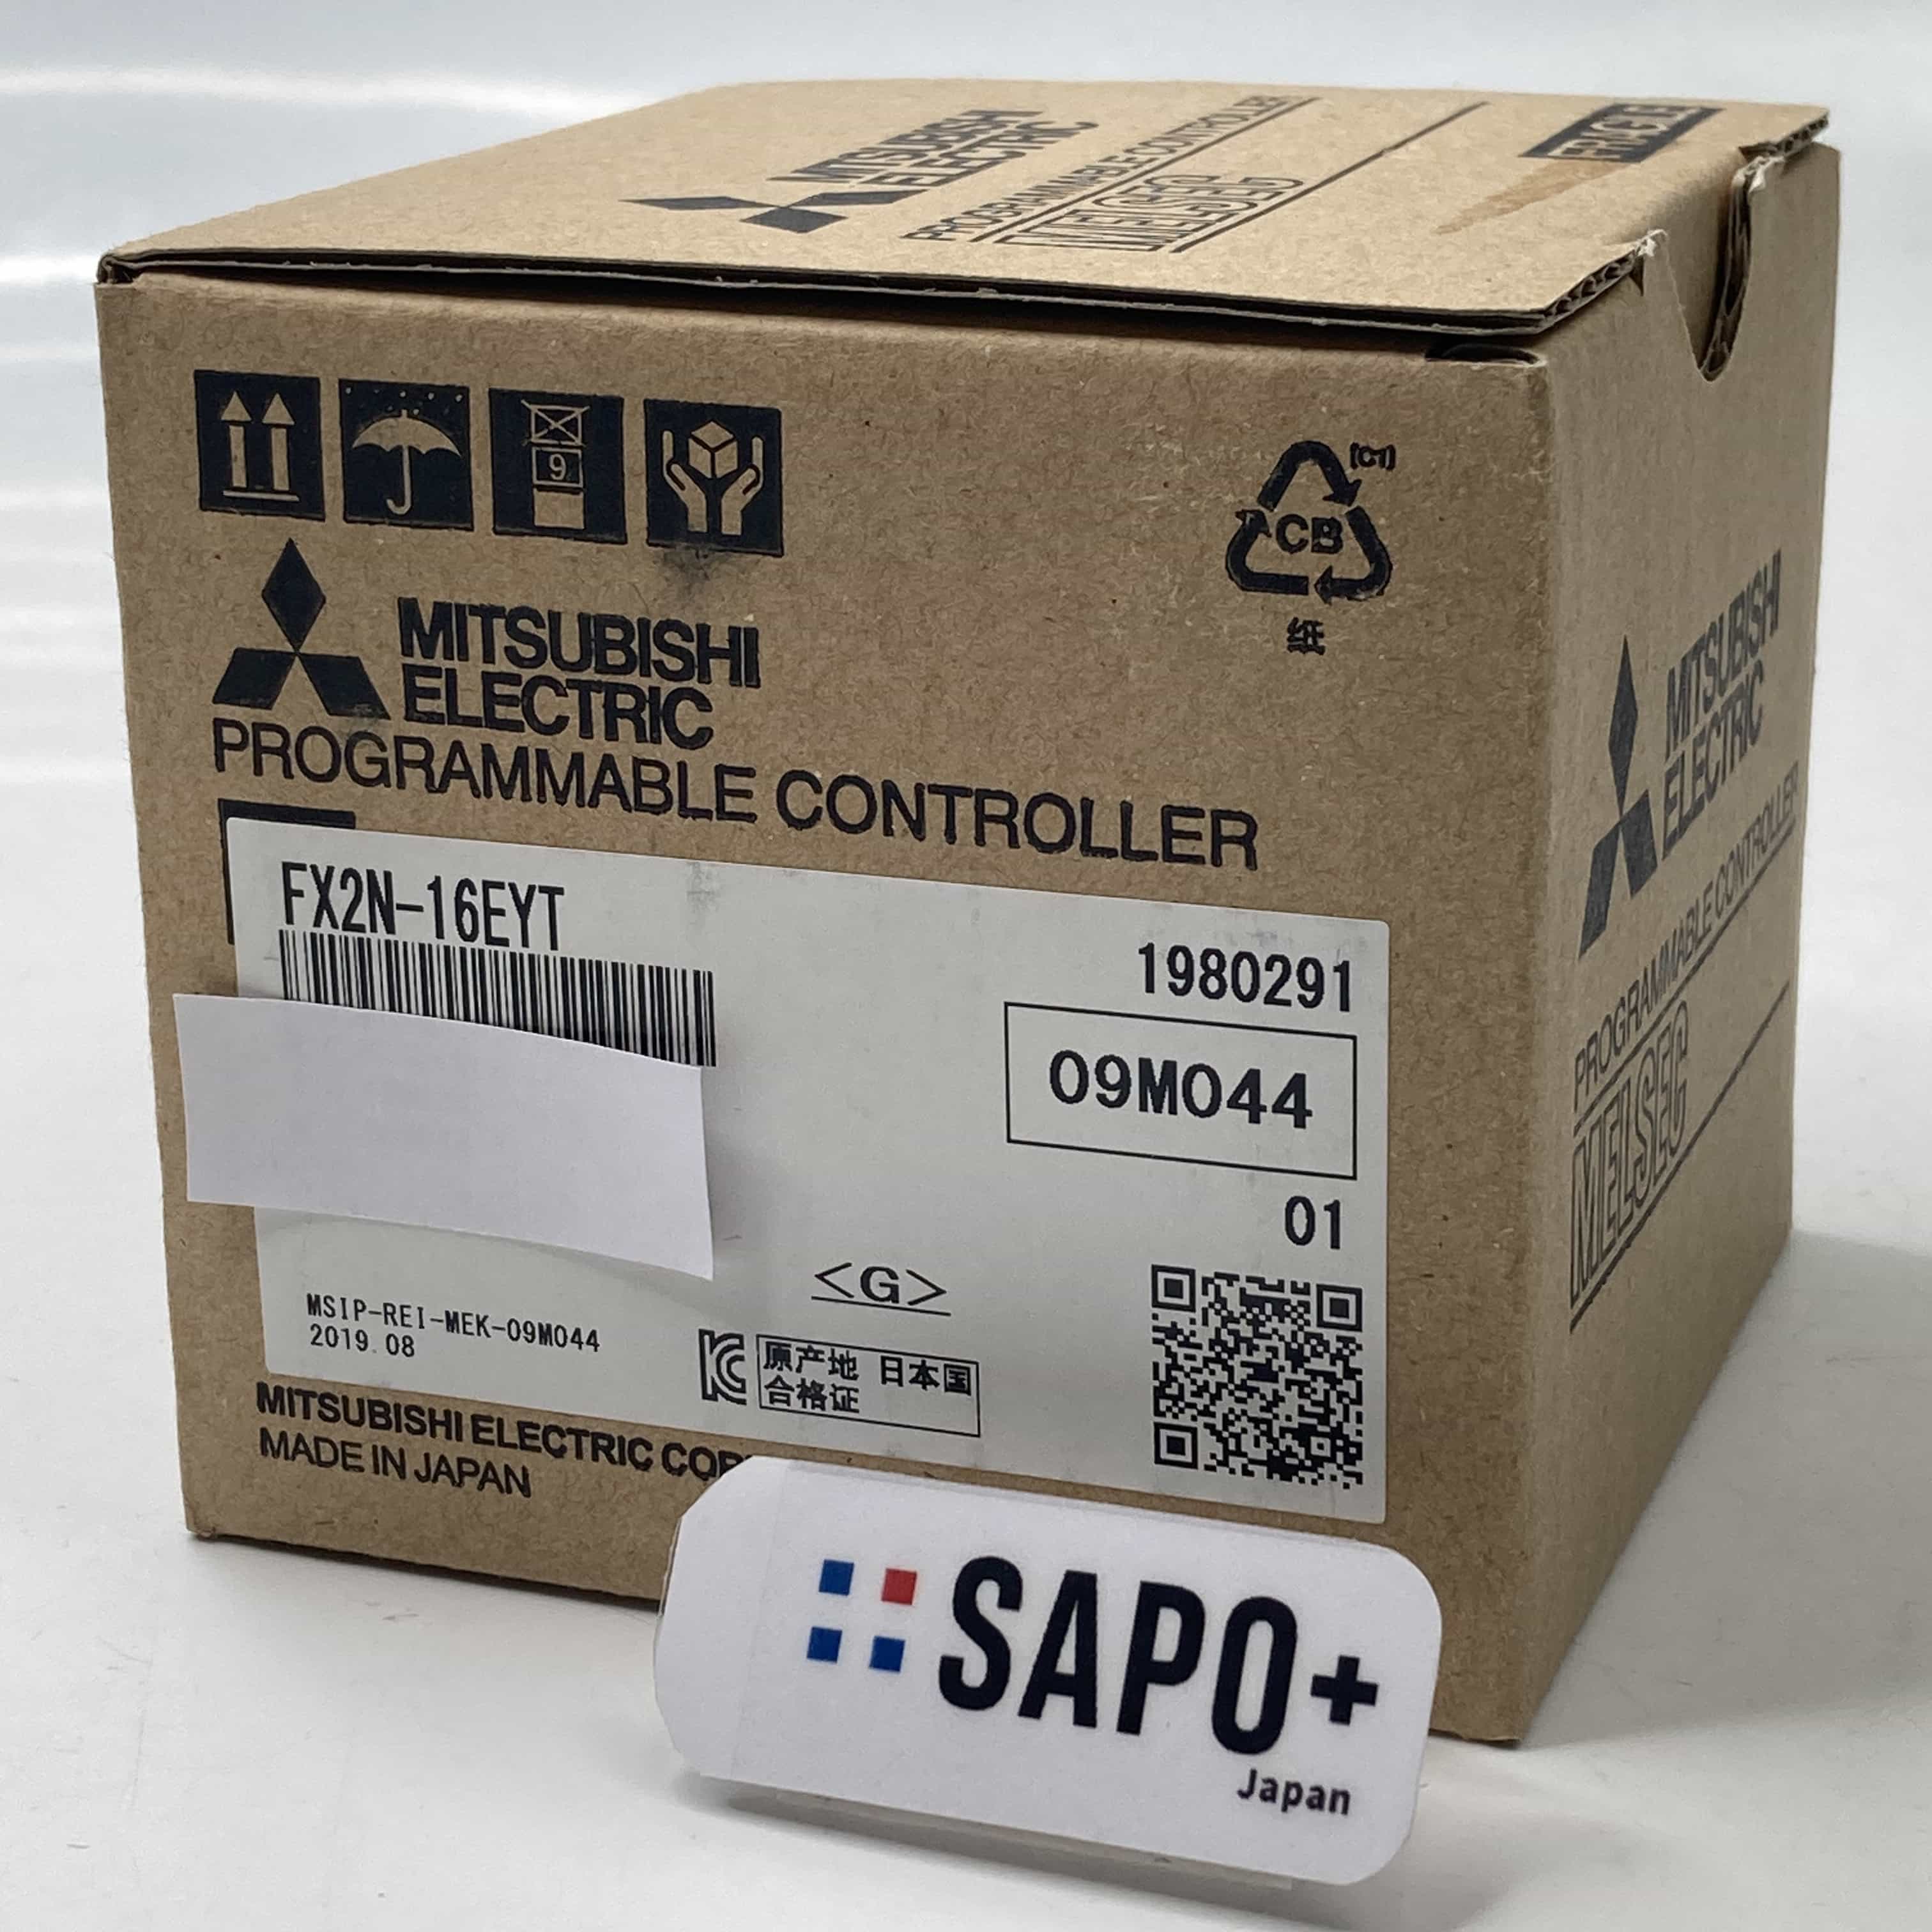 MITSUBISHI
ELECTRIC
PROGRAMMABLE CONTROLLER
MELSEC
9
[C1]
CB
纸
MITSUBISHI
ELECTRIC
PROGRAMMABLE CONTROLLER
FX2N-16EYT
1980291
09M044
01
<G>
MSIP-REI-MEK-09M044
2019.08
原产地 日本国
合格证
MITSUBISHI ELECTRIC
MADE IN JAPAN
MITSUBISHI
ELECTRIC
PROGRAMMABLE CONTROLLER
MELSEC
SAPO+
Japan